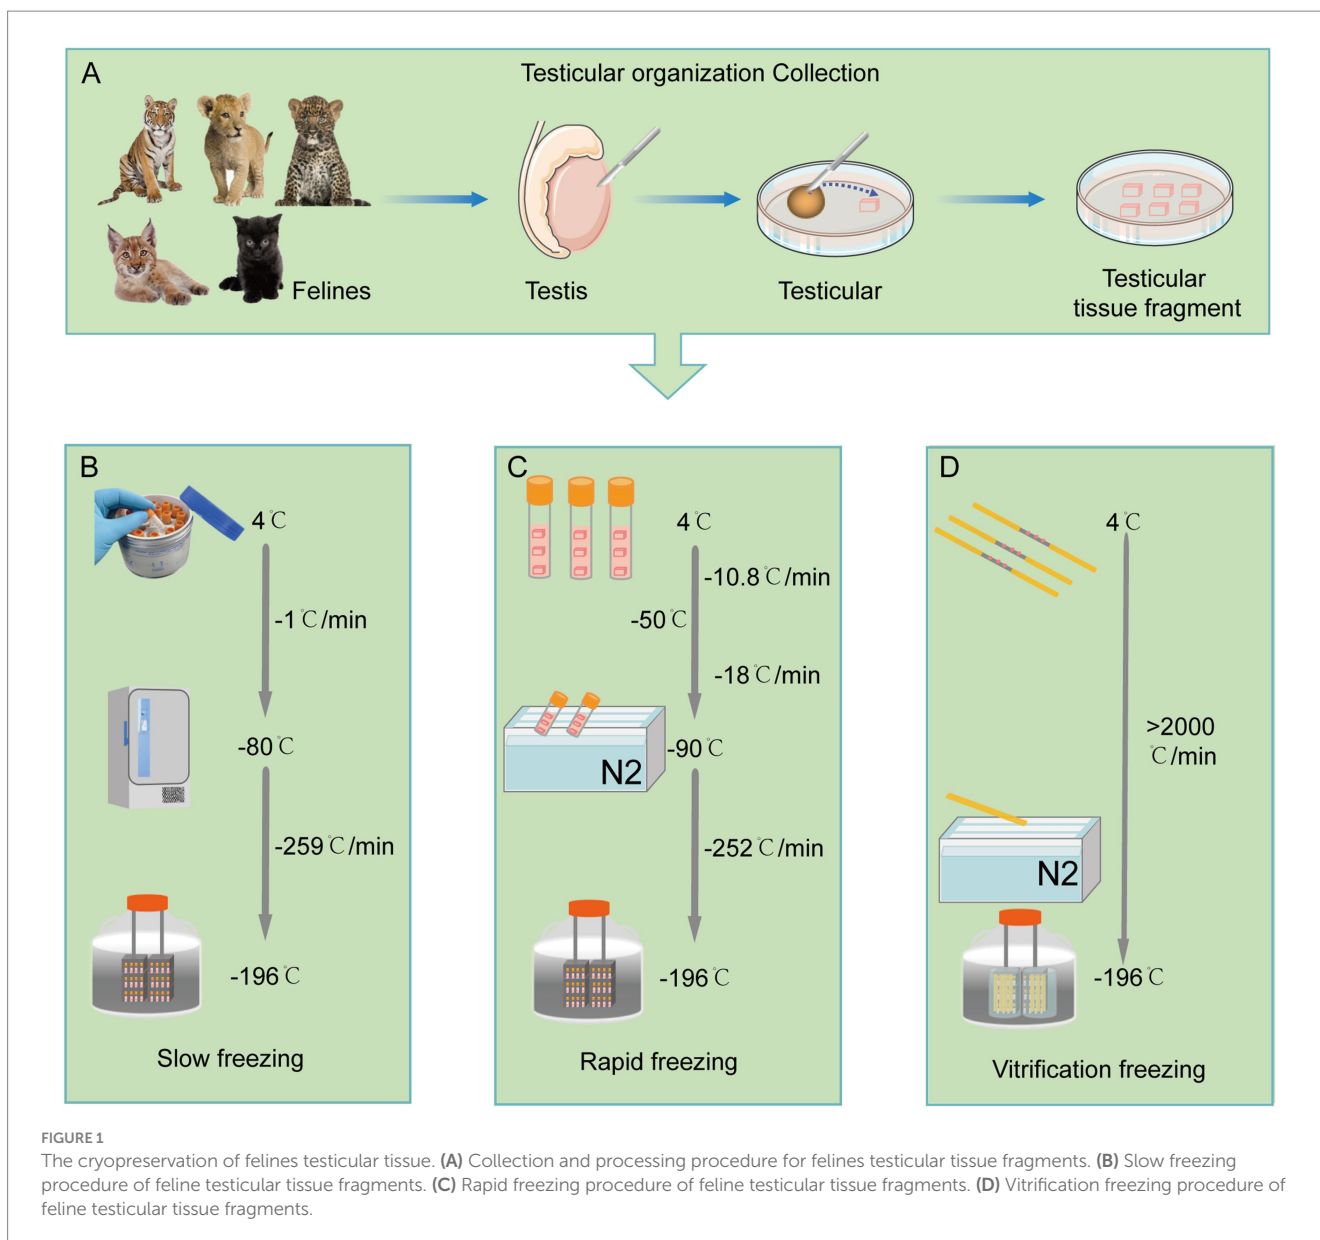 A
Testicular organization Collection
Felines
Testis
Testicular
Testicular
tissue fragment
B
4℃
-1℃/min
-80℃
-259℃/min
-196℃
Slow freezing
C
4℃
-10.8℃/min
-50℃
-18℃/min
N2
-90℃
-252℃/min
-196℃
Rapid freezing
D
4℃
>2000
℃/min
N2
-196℃
Vitrification freezing
FIGURE 1
The cryopreservation of felines testicular tissue. (A) Collection and processing procedure for felines testicular tissue fragments. (B) Slow freezing
procedure of feline testicular tissue fragments. (C) Rapid freezing procedure of feline testicular tissue fragments. (D) Vitrification freezing procedure of
feline testicular tissue fragments.